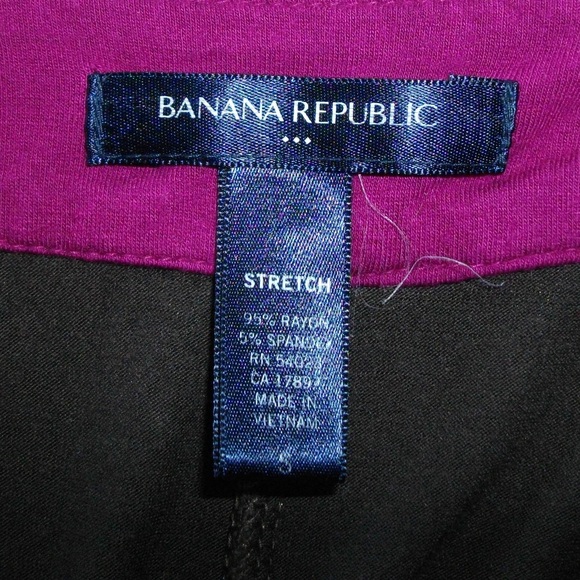 BANANA REPUBLIC
STRETCH
95% RAYON
5% SPANDEX
RN 54023
CA 17897
MADE IN
VIETNAM
S